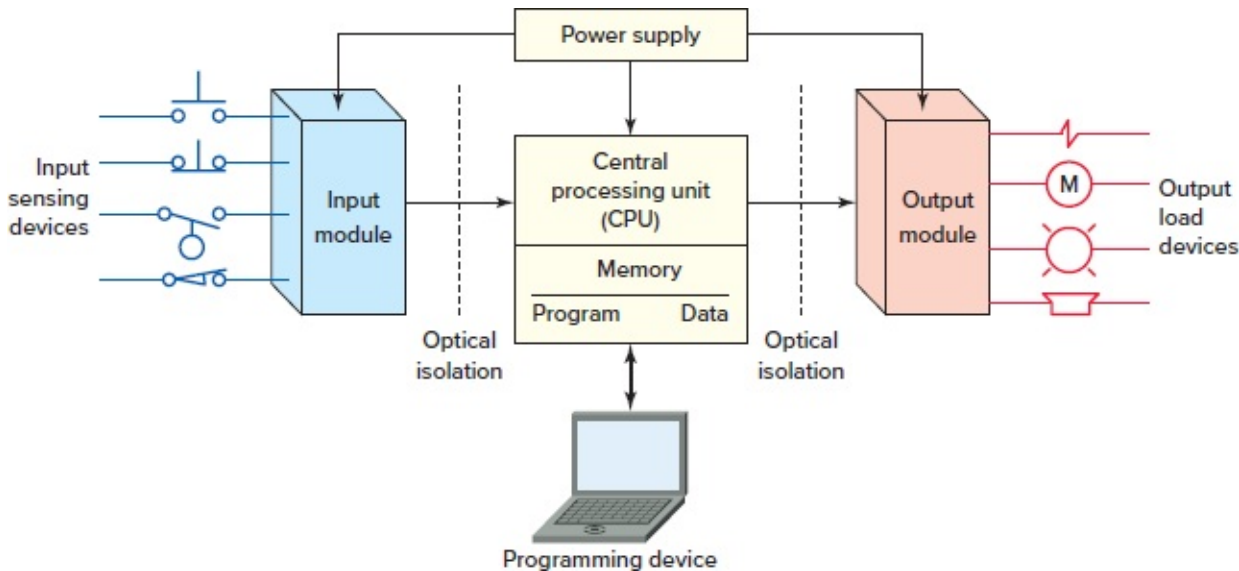 Power supply
Input
sensing
devices
Input
module
Central
processing unit
(CPU)
Memory
Program Data
Output
module
M
Output
load
devices
Optical
isolation
Optical
isolation
Programming device